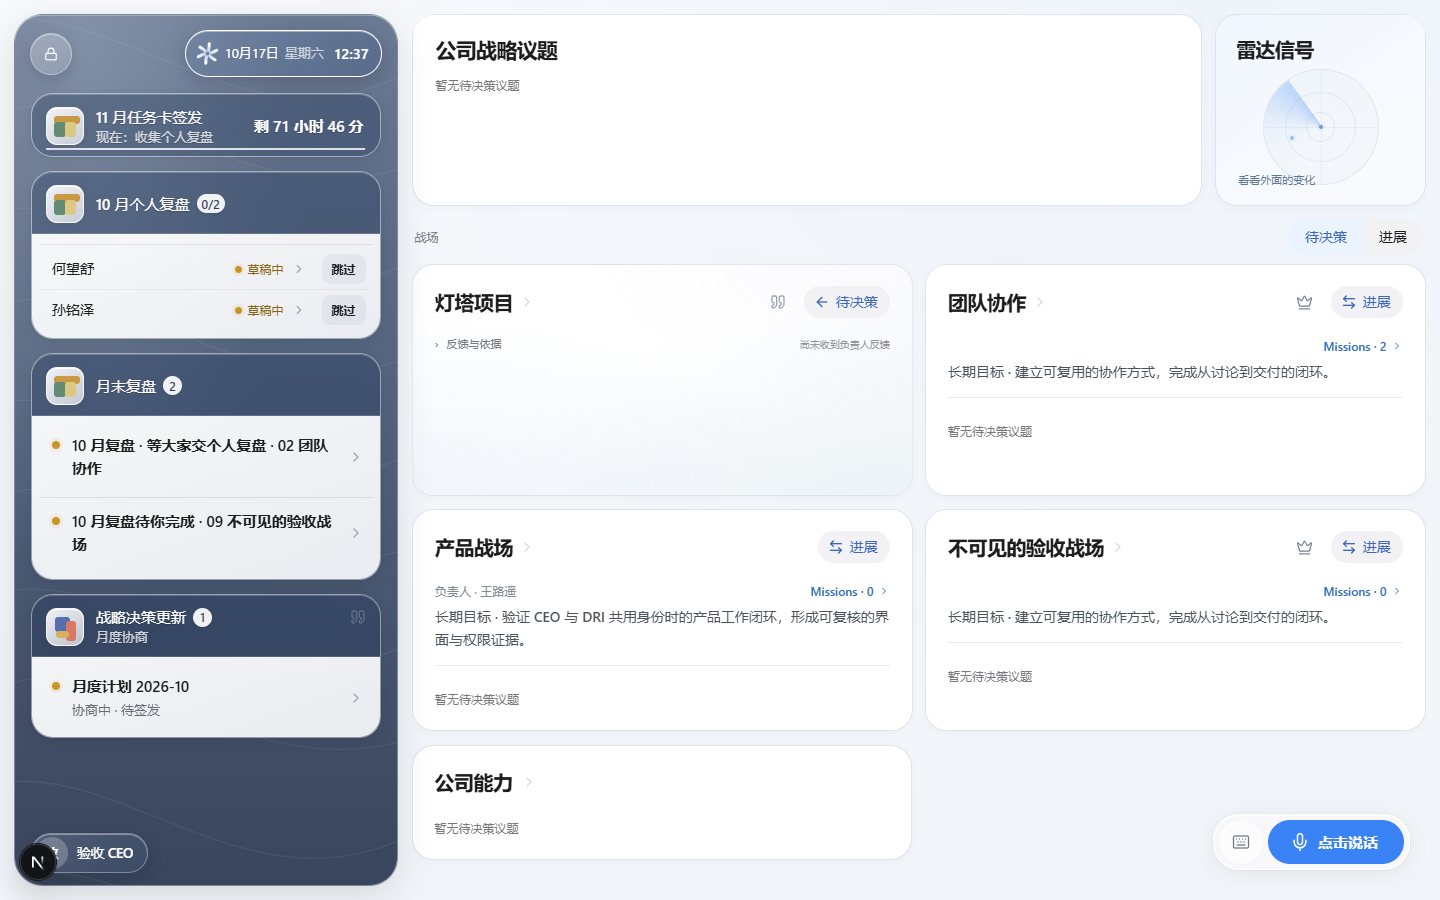 10月17日 星期六 12:37
11 月任务卡签发
现在：收集个人复盘
剩 71 小时 46 分
10 月个人复盘 0/2
何望舒 草稿中 跳过
孙铭泽 草稿中 跳过
月末复盘 2
10 月复盘 · 等大家交个人复盘 · 02 团队
协作
10 月复盘待你完成 · 09 不可见的验收战
场
战略决策更新 1
月度协商
月度计划 2026-10
协商中 · 待签发
N
验收 CEO
公司战略议题
暂无待决策议题
雷达信号
看看外面的变化
战场
待决策 进展
灯塔项目
待决策
反馈与依据
尚未收到负责人反馈
团队协作
进展
Missions · 2
长期目标 · 建立可复用的协作方式，完成从讨论到交付的闭环。
暂无待决策议题
产品战场
进展
负责人 · 王路遥
Missions · 0
长期目标 · 验证 CEO 与 DRI 共用身份时的产品工作闭环，形成可复核的界
面与权限证据。
暂无待决策议题
不可见的验收战场
进展
Missions · 0
长期目标 · 建立可复用的协作方式，完成从讨论到交付的闭环。
暂无待决策议题
公司能力
暂无待决策议题
点击说话